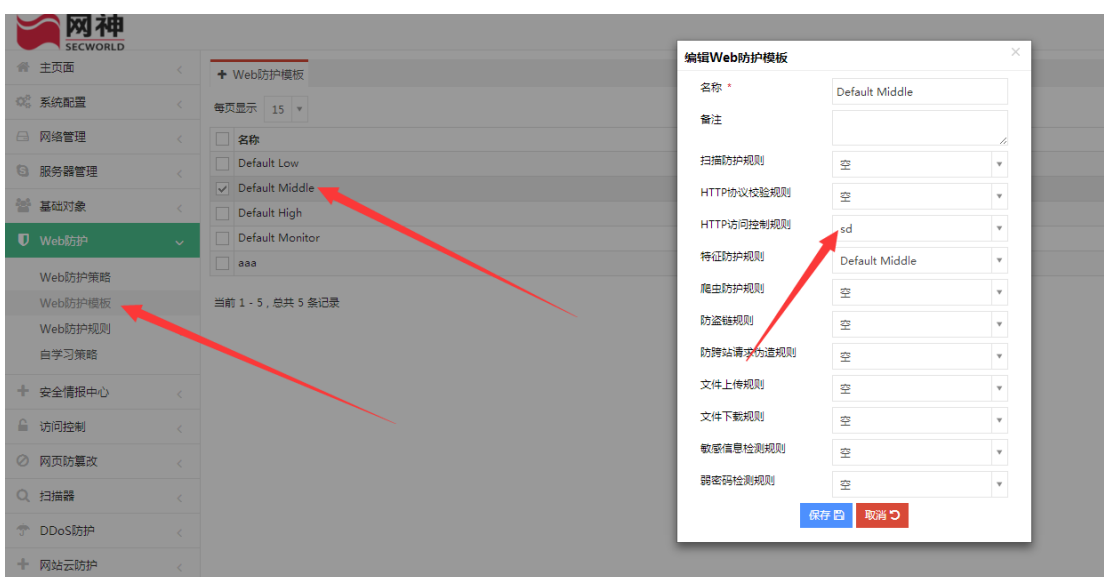 网神
SECWORLD
主页面
系统配置
网络管理
服务器管理
基础对象
Web防护
Web防护策略
Web防护模板
Web防护规则
自学习策略
安全情报中心
访问控制
网页防篡改
扫描器
DDoS防护
网站云防护
Web防护模板
每页显示 15
名称
Default Low
Default Middle
Default High
Default Monitor
aaa
当前 1 - 5 , 总共 5 条记录
编辑Web防护模板
名称 * Default Middle
备注
扫描防护规则 空
HTTP协议校验规则 空
HTTP访问控制规则 sd
特征防护规则 Default Middle
爬虫防护规则 空
防盗链规则 空
防跨站请求伪造规则 空
文件上传规则 空
文件下载规则 空
敏感信息检测规则 空
弱密码检测规则 空
保存 取消